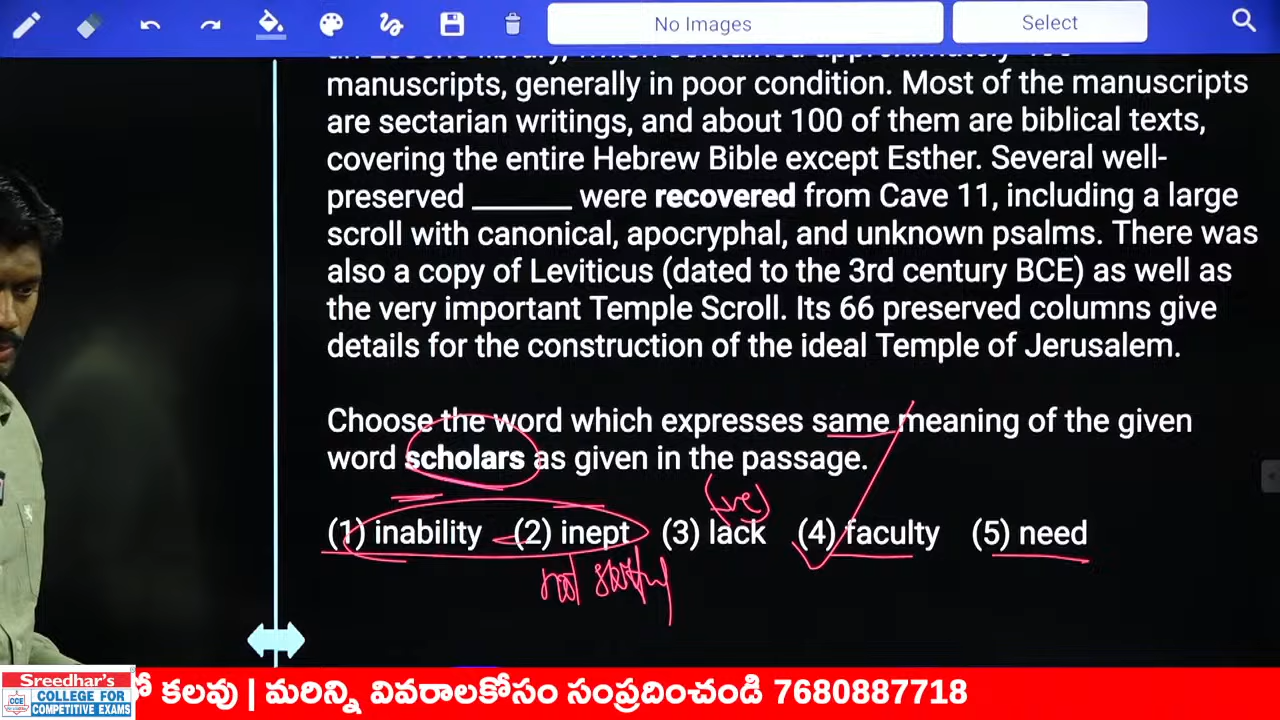 No Images
Select
manuscripts, generally in poor condition. Most of the manuscripts
are sectarian writings, and about 100 of them are biblical texts,
covering the entire Hebrew Bible except Esther. Several well-
preserved ______ were recovered from Cave 11, including a large
scroll with canonical, apocryphal, and unknown psalms. There was
also a copy of Leviticus (dated to the 3rd century BCE) as well as
the very important Temple Scroll. Its 66 preserved columns give
details for the construction of the ideal Temple of Jerusalem.
Choose the word which expresses same meaning of the given
word scholars as given in the passage.
(-ve)
(1) inability (2) inept (3) lack (4) faculty (5) need
not
Sreedhar's
CCE
COLLEGE FOR
COMPETITIVE EXAMS
కలవు | మరిన్ని వివరాలకోసం సంప్రదించండి 7680887718